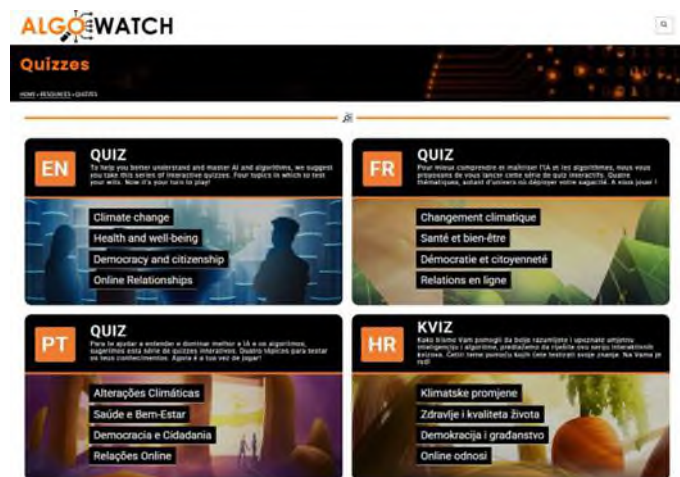 ALGOWATCH
Quizzes
HOME » RESOURCES » QUIZZES
EN
QUIZ
To help you better understand and master AI and algorithms, we suggest
you take this series of interactive quizzes. Four topics in which to test
your wits. Now it's your turn to play!
Climate change
Health and well-being
Democracy and citizenship
Online Relationships
FR
QUIZ
Pour mieux comprendre et maîtriser l'IA et les algorithmes, nous vous
proposons de vous lancer cette série de quiz interactifs. Quatre
thématiques, autant d'univers où déployer votre sagacité. A vous jouer !
Changement climatique
Santé et bien-être
Démocratie et citoyenneté
Relations en ligne
PT
QUIZ
Para te ajudar a entender e dominar melhor a IA e os algoritmos,
sugerimos esta série de quizzes interativos. Quatro tópicos para testar
os teus conhecimentos. Agora é a tua vez de jogar!
Alterações Climáticas
Saúde e Bem-Estar
Democracia e Cidadania
Relações Online
HR
KVIZ
Kako bismo Vam pomogli da bolje razumijete i upoznate umjetnu
inteligenciju i algoritme, predlažemo da riješite ovu seriju interaktivnih
kvizova. Četiri teme pomoću kojih ćete testirati svoje znanje. Na Vama je
red!
Klimatske promjene
Zdravlje i kvaliteta života
Demokracija i građanstvo
Online odnosi